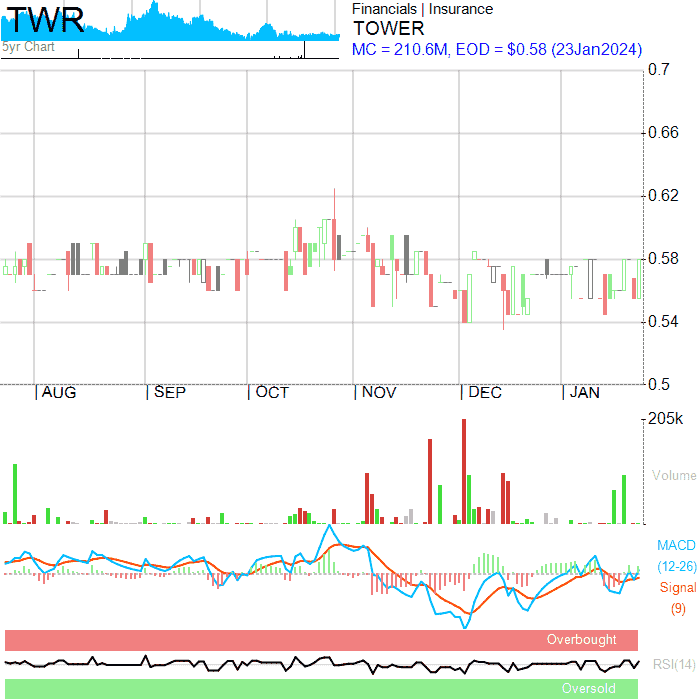 TWR
5yr Chart
Financials | Insurance
TOWER
MC = 210.6M, EOD = $0.58 (23Jan2024)
0.7
0.66
0.62
0.58
0.54
0.5
AUG
SEP
OCT
NOV
DEC
JAN
205k
Volume
MACD
(12-26)
Signal
(9)
Overbought
RSI(14)
Oversold